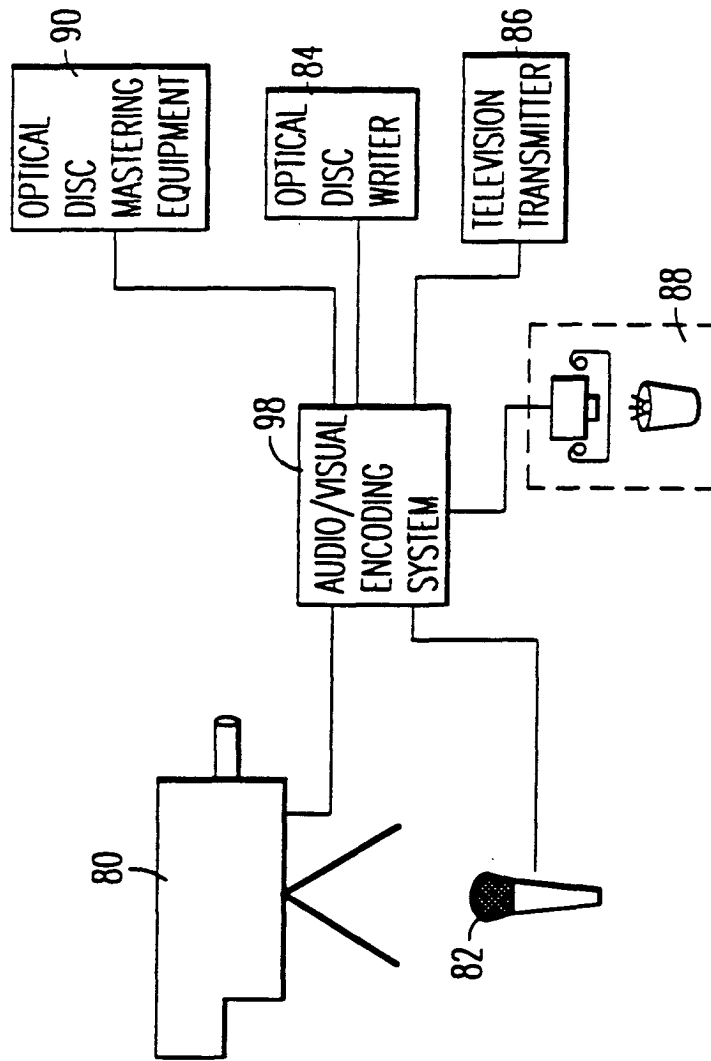 80
82
98
AUDIO/VISUAL
ENCODING
SYSTEM
90
OPTICAL
DISC
MASTERING
EQUIPMENT
84
OPTICAL
DISC
WRITER
86
TELEVISION
TRANSMITTER
88